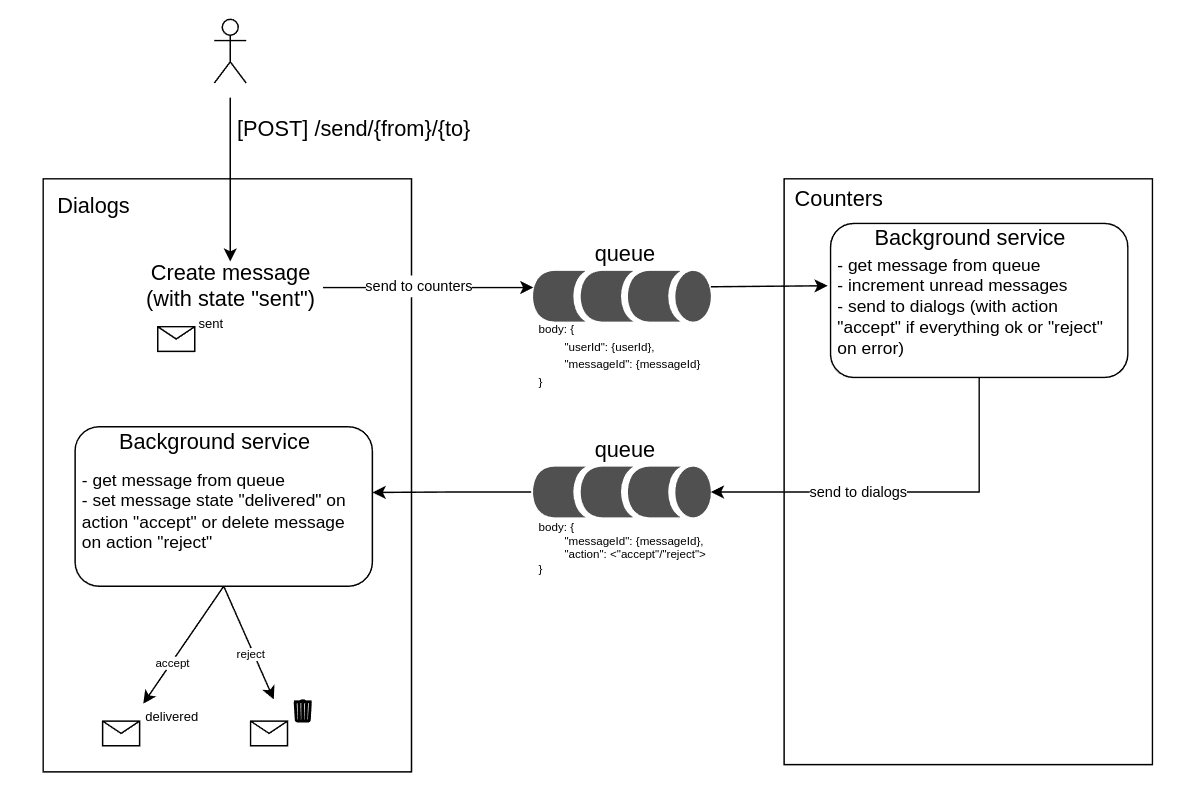 [POST] /send/{from}/{to}
Dialogs
Create message
(with state "sent")
sent
send to counters
queue
body: {
"userId": {userId},
"messageId": {messageId}
}
Counters
Background service
- get message from queue
- increment unread messages
- send to dialogs (with action
"accept" if everything ok or "reject"
on error)
send to dialogs
queue
body: {
"messageId": {messageId},
"action": <"accept"/"reject">
}
Background service
- get message from queue
- set message state "delivered" on
action "accept" or delete message
on action "reject"
accept
reject
delivered